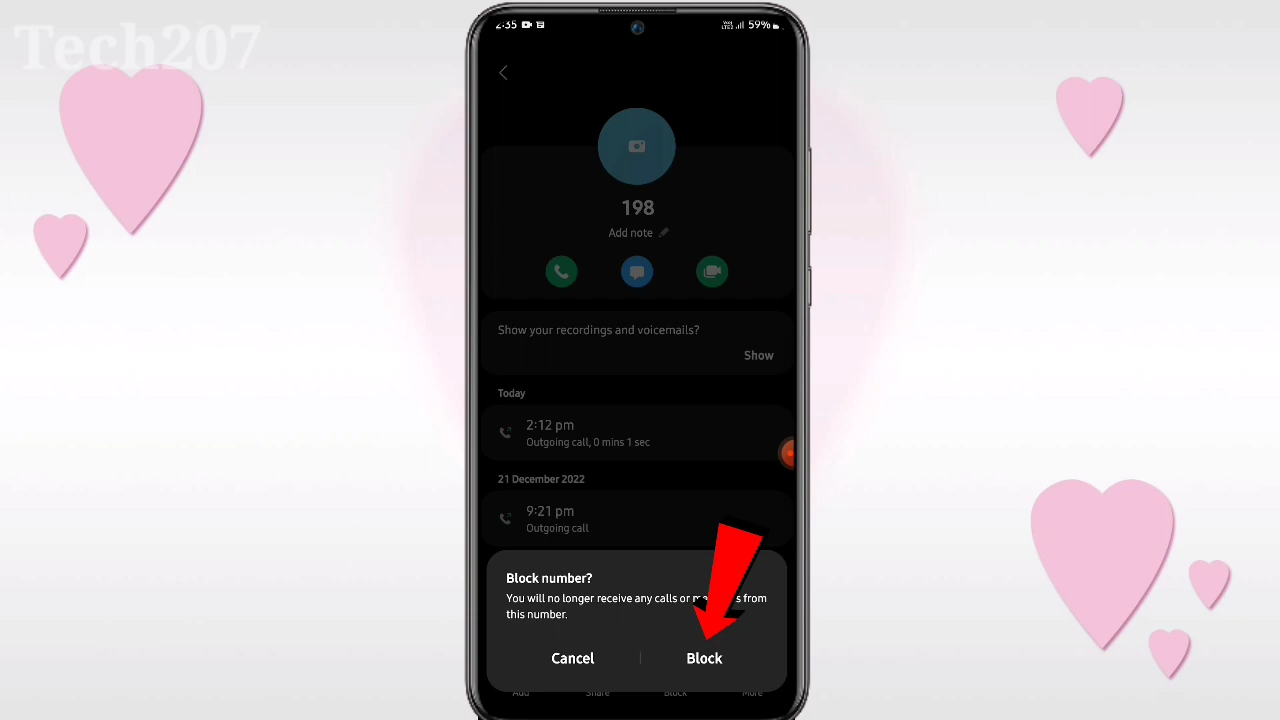 Tech207
2:35
59%
198
Add note
Show your recordings and voicemails?
Show
Today
2:12 pm
Outgoing call, 0 mins 1 sec
21 December 2022
9:21 pm
Outgoing call
Block number?
You will no longer receive any calls or from
this number.
Cancel
Block
Add Share Block More